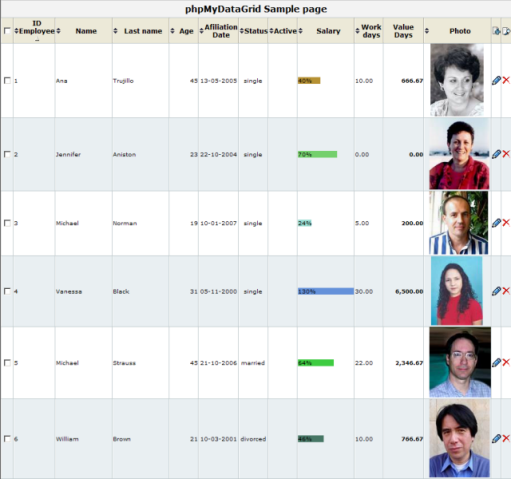 phpMyDataGrid Sample page
ID Employee .. Name Last name Age Afiliation Date Status Active Salary Work days Value Days Photo
1 Ana Trujillo 45 13-05-2005 single 40% 10.00 666.67
2 Jennifer Aniston 23 22-10-2004 single 70% 0.00 0.00
3 Michael Norman 19 10-01-2007 single 24% 5.00 200.00
4 Vanessa Black 31 05-11-2000 single 130% 30.00 6,500.00
5 Michael Strauss 45 21-10-2006 married 64% 22.00 2,346.67
6 William Brown 21 10-03-2001 divorced 46% 10.00 766.67